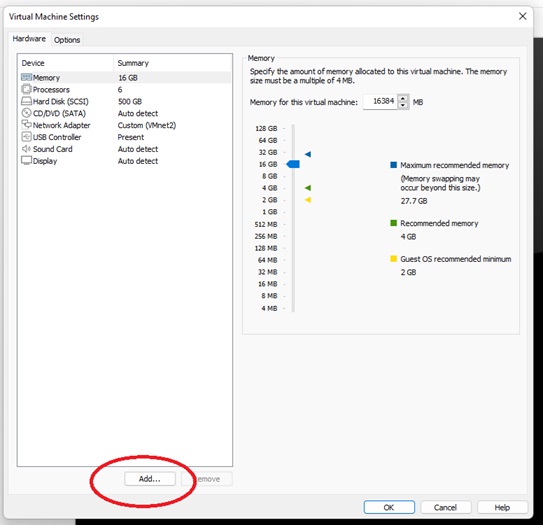 Virtual Machine Settings
Hardware Options
Device Summary
Memory 16 GB
Processors 6
Hard Disk (SCSI) 500 GB
CD/DVD (SATA) Auto detect
Network Adapter Custom (VMnet2)
USB Controller Present
Sound Card Auto detect
Display Auto detect
Add...
Memory
Specify the amount of memory allocated to this virtual machine. The memory
size must be a multiple of 4 MB.
Memory for this virtual machine: 16384 MB
128 GB
64 GB
32 GB
16 GB
8 GB
4 GB
2 GB
1 GB
512 MB
256 MB
128 MB
64 MB
32 MB
16 MB
8 MB
4 MB
Maximum recommended memory
(Memory swapping may
occur beyond this size.)
27.7 GB
Recommended memory
4 GB
Guest OS recommended minimum
2 GB
OK Cancel Help